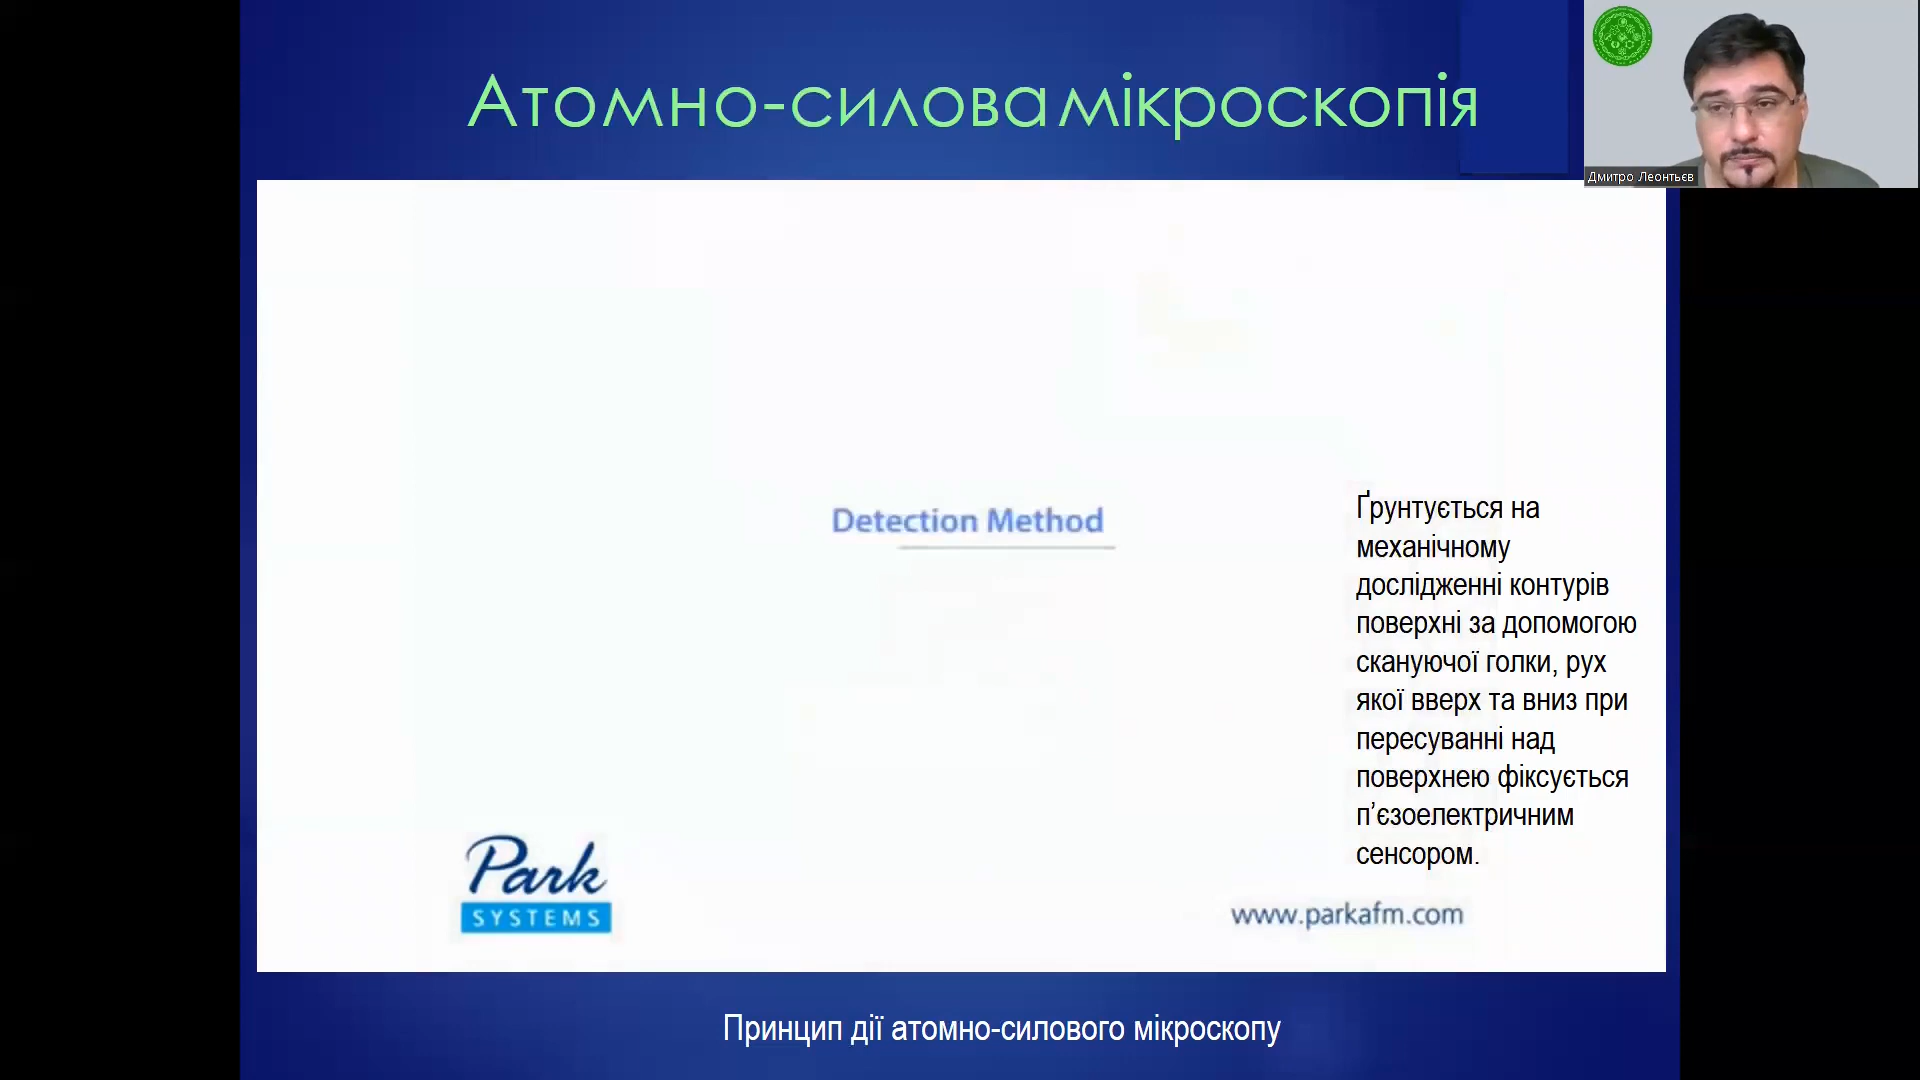 Атомно-силова мікроскопія
Дмитро Леонтьєв
Detection Method
Ґрунтується на
механічному
дослідженні контурів
поверхні за допомогою
скануючої голки, рух
якої вверх та вниз при
пересуванні над
поверхнею фіксується
п’єзоелектричним
сенсором.
Park
SYSTEMS
www.parkafm.com
Принцип дії атомно-силового мікроскопу